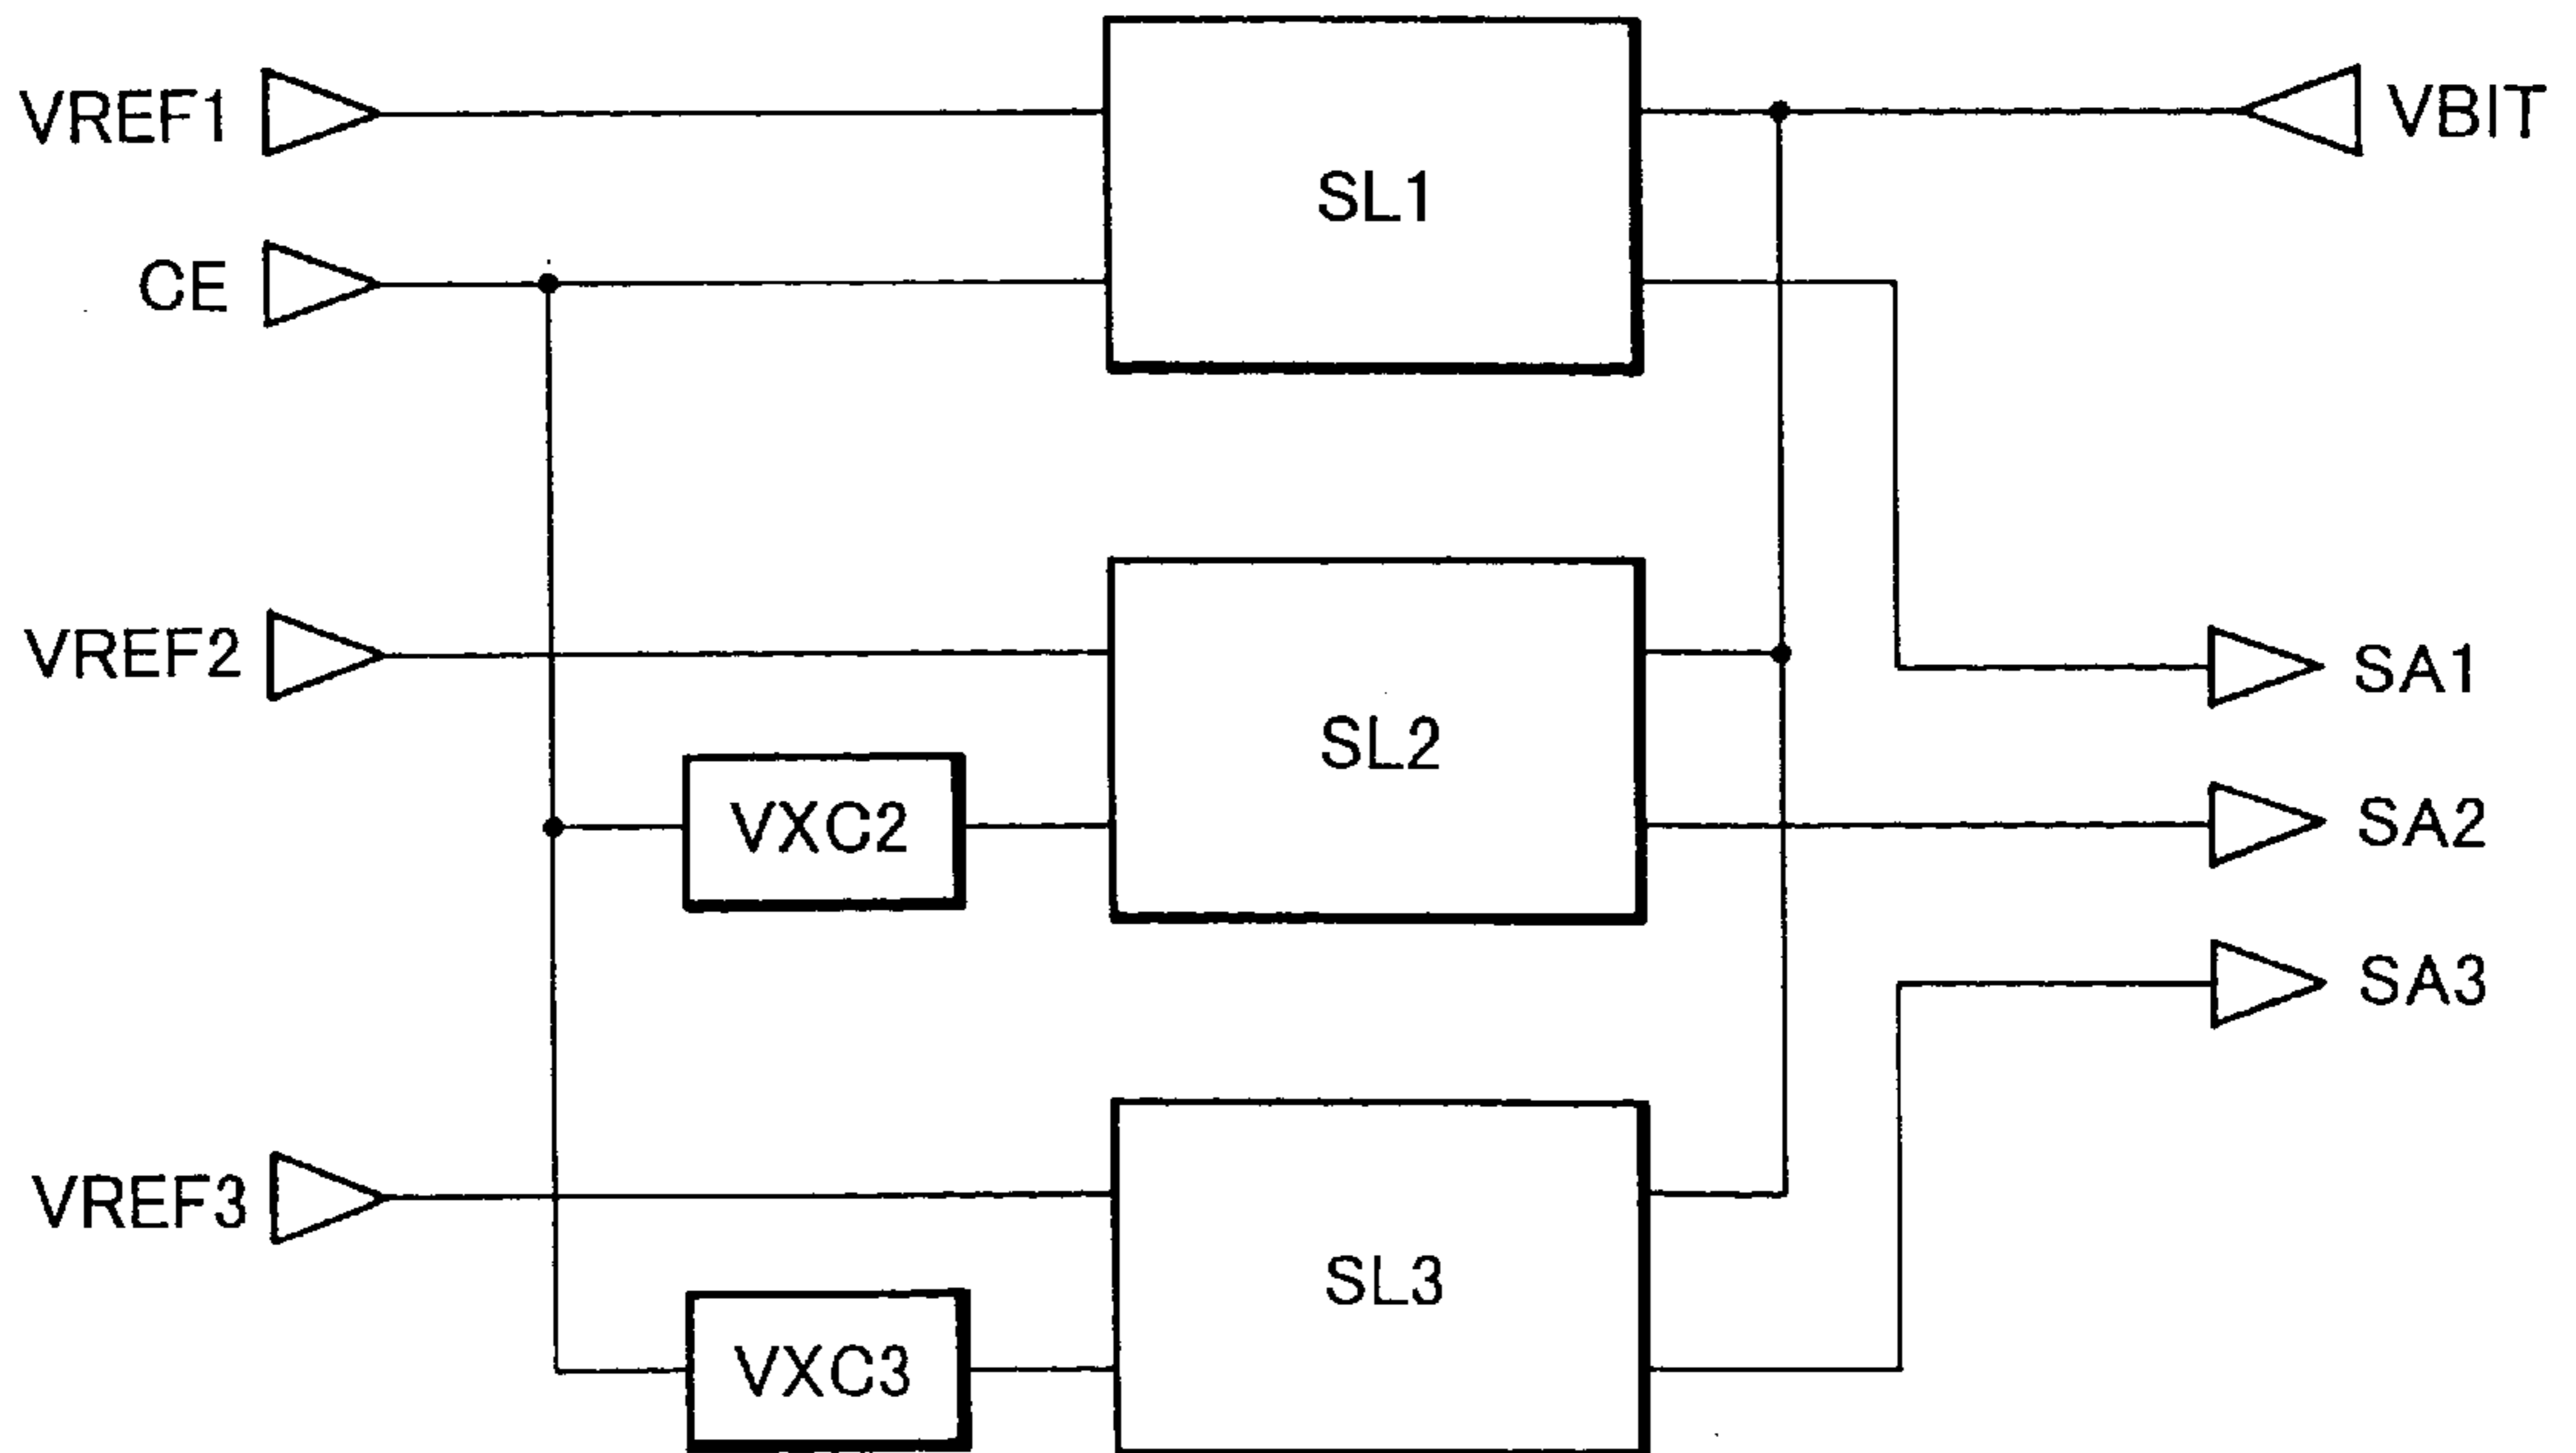 VREF1
SL1
VBIT
CE
VREF2
SL2
SA1
VXC2
SA2
SA3
VREF3
SL3
VXC3